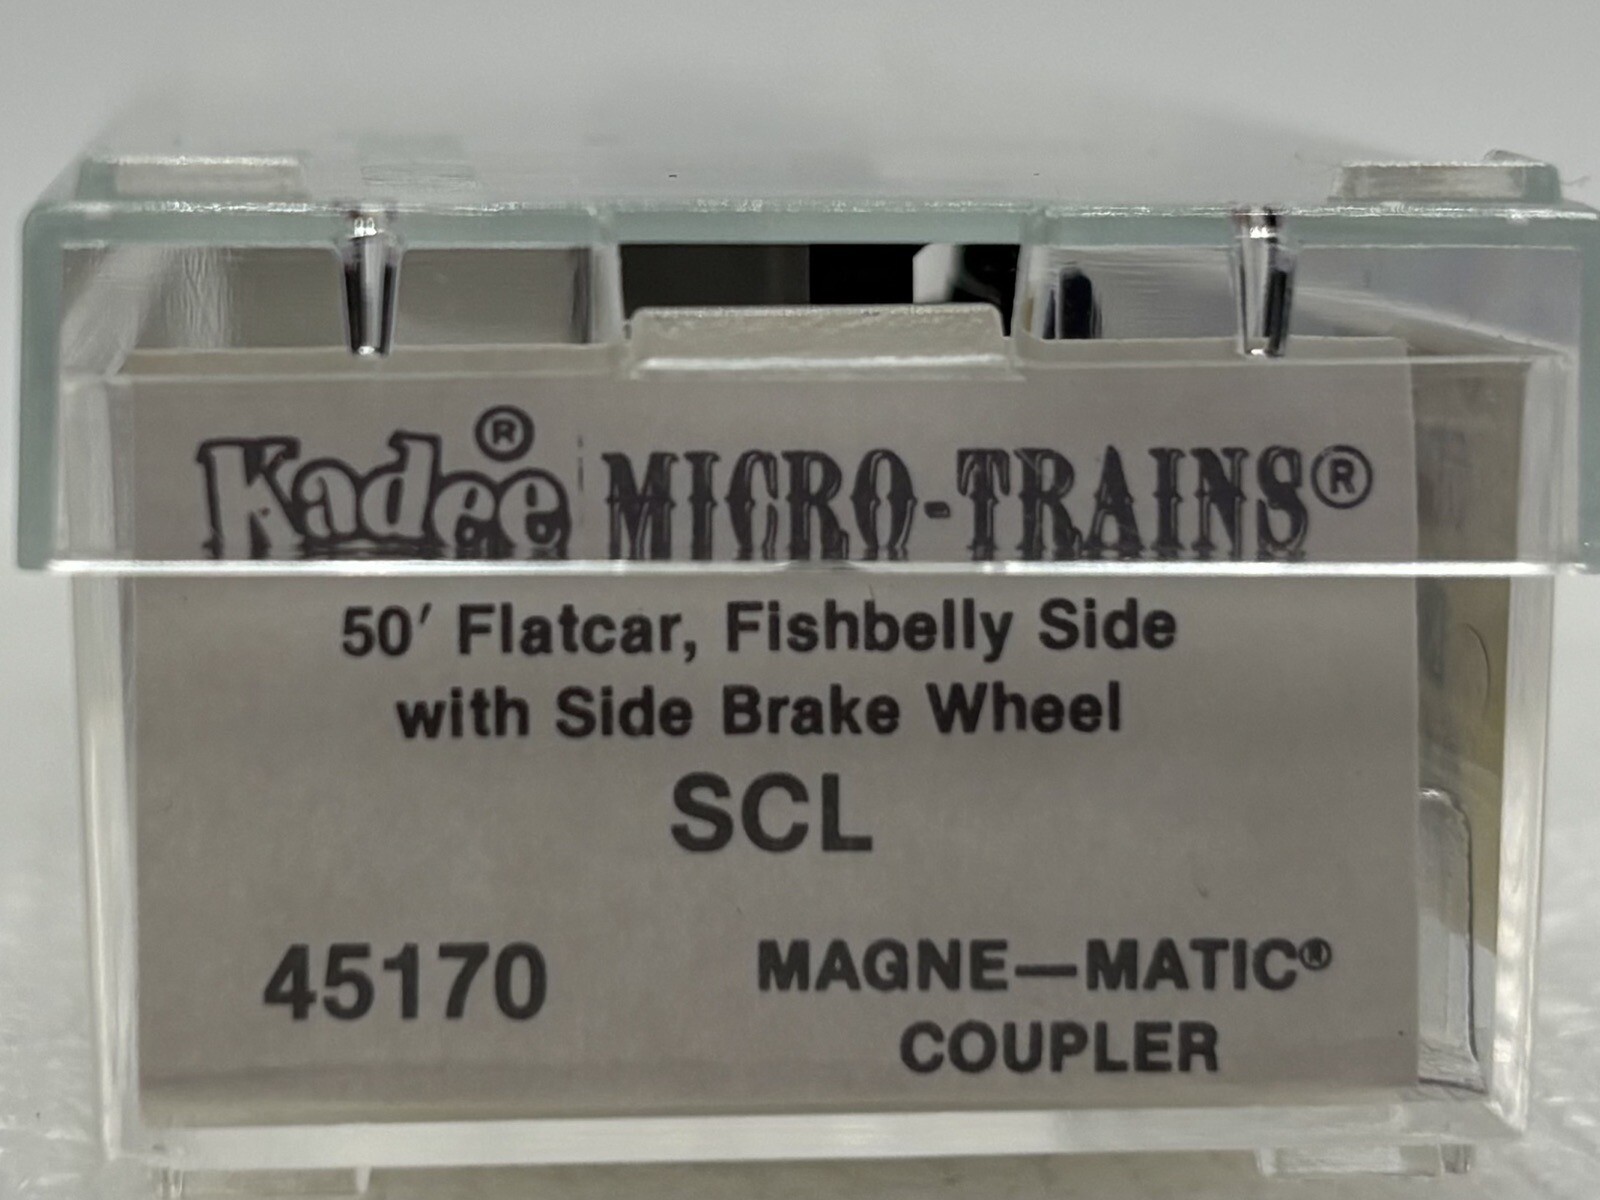 Kadee® MICRO-TRAINS®
50' Flatcar, Fishbelly Side
with Side Brake Wheel
SCL
45170
MAGNE—MATIC®
COUPLER